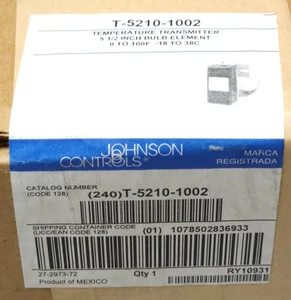 T-5210-1002
TEMPERATURE TRANSMITTER
5 1/2 INCH BULB ELEMENT
0 TO 100F -18 TO 38C
JOHNSON
CONTROLS®
MARCA
REGISTRADA
CATALOG NUMBER
(CODE 128)
(240)T-5210-1002
SHIPPING CONTAINER CODE
(UCC/EAN CODE 128)
(01) 1078502836933
27-2973-72
Qty 1
RY10931
Product of MEXICO